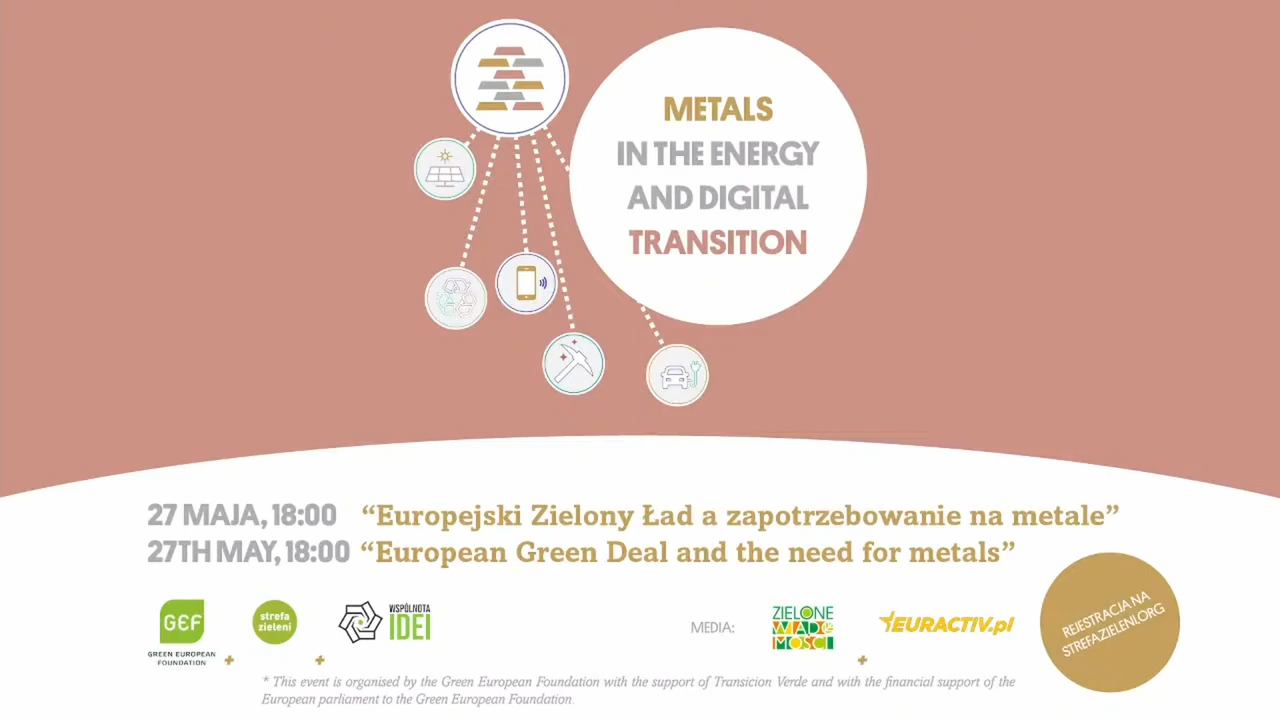 METALS
IN THE ENERGY
AND DIGITAL
TRANSITION
27 MAJA, 18:00 “Europejski Zielony Ład a zapotrzebowanie na metale”
27TH MAY, 18:00 “European Green Deal and the need for metals”
GEF
GREEN EUROPEAN
FOUNDATION
+
strefa
zieleni
+
WSPÓLNOTA
IDEI
MEDIA:
ZIELONE
WIADO
MOŚCI
+
EURACTIV.pl
REJESTRACJA NA
STREFAZIELENI.ORG
* This event is organised by the Green European Foundation with the support of Transicion Verde and with the financial support of the
European parliament to the Green European Foundation.